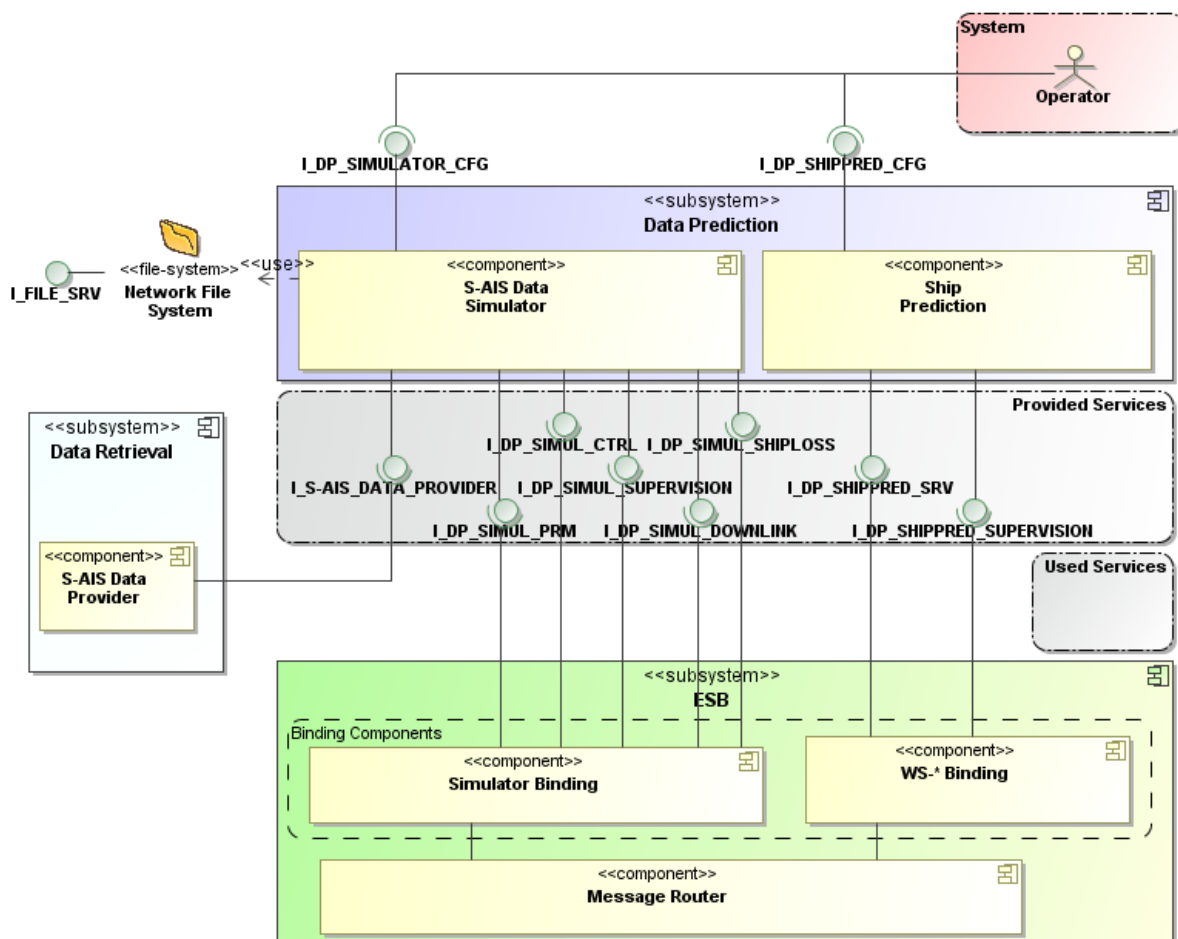 System
Operator
I_DP_SIMULATOR_CFG
I_DP_SHIPPRED_CFG
<<subsystem>>
Data Prediction
<<component>>
S-AIS Data
Simulator
<<component>>
Ship
Prediction
<<use>>
<<file-system>>
Network File
System
I_FILE_SRV
Provided Services
I_DP_SIMUL_CTRL
I_DP_SIMUL_SHIPLOSS
I_S-AIS_DATA_PROVIDER
I_DP_SIMUL_SUPERVISION
I_DP_SHIPPRED_SRV
I_DP_SIMUL_PRM
I_DP_SIMUL_DOWNLINK
I_DP_SHIPPRED_SUPERVISION
<<subsystem>>
Data Retrieval
<<component>>
S-AIS Data
Provider
Used Services
<<subsystem>>
ESB
Binding Components
<<component>>
Simulator Binding
<<component>>
WS-* Binding
<<component>>
Message Router